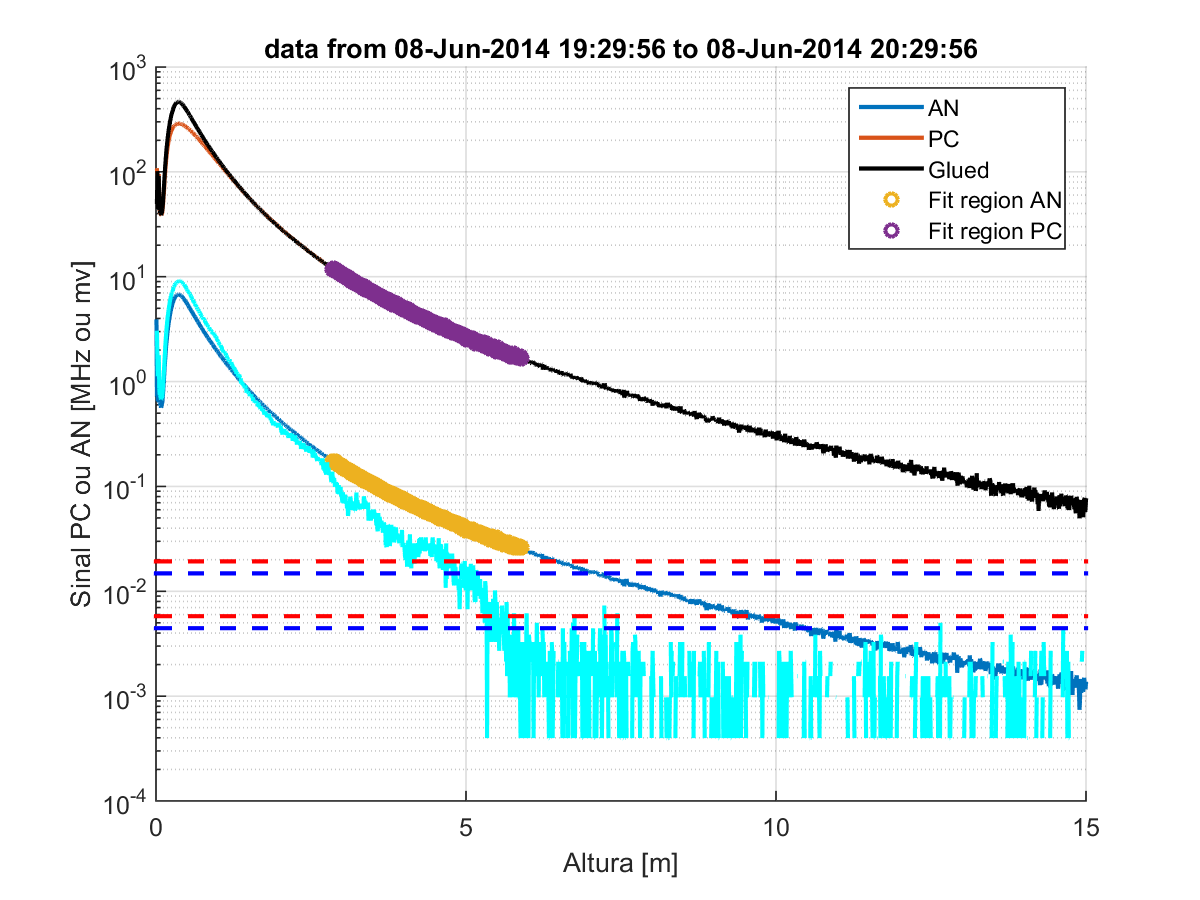 data from 08-Jun-2014 19:29:56 to 08-Jun-2014 20:29:56
AN
PC
Glued
Fit region AN
Fit region PC
Sinal PC ou AN [MHz ou mv]
10^3
10^2
10^1
10^0
10^-1
10^-2
10^-3
10^-4
0 5 10 15
Altura [m]